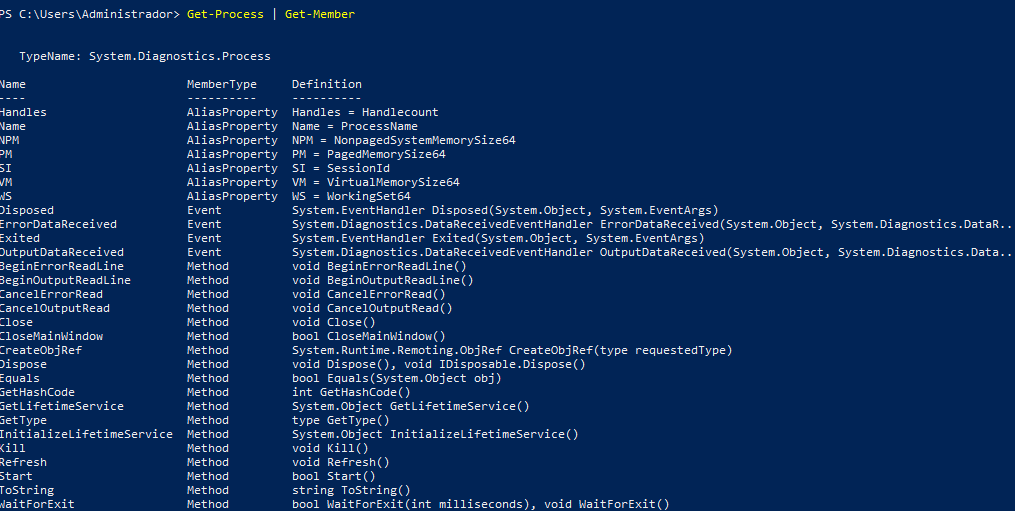 PS C:\Users\Administrador> Get-Process | Get-Member
TypeName: System.Diagnostics.Process
Name MemberType Definition
---- ---------- ----------
Handles AliasProperty Handles = Handlecount
Name AliasProperty Name = ProcessName
NPM AliasProperty NPM = NonpagedSystemMemorySize64
PM AliasProperty PM = PagedMemorySize64
SI AliasProperty SI = SessionId
VM AliasProperty VM = VirtualMemorySize64
WS AliasProperty WS = WorkingSet64
Disposed Event System.EventHandler Disposed(System.Object, System.EventArgs)
ErrorDataReceived Event System.Diagnostics.DataReceivedEventHandler ErrorDataReceived(System.Object, System.Diagnostics.DataR...
Exited Event System.EventHandler Exited(System.Object, System.EventArgs)
OutputDataReceived Event System.Diagnostics.DataReceivedEventHandler OutputDataReceived(System.Object, System.Diagnostics.Data...
BeginErrorReadLine Method void BeginErrorReadLine()
BeginOutputReadLine Method void BeginOutputReadLine()
CancelErrorRead Method void CancelErrorRead()
CancelOutputRead Method void CancelOutputRead()
Close Method void Close()
CloseMainWindow Method bool CloseMainWindow()
CreateObjRef Method System.Runtime.Remoting.ObjRef CreateObjRef(type requestedType)
Dispose Method void Dispose(), void IDisposable.Dispose()
Equals Method bool Equals(System.Object obj)
GetHashCode Method int GetHashCode()
GetLifetimeService Method System.Object GetLifetimeService()
GetType Method type GetType()
InitializeLifetimeService Method System.Object InitializeLifetimeService()
Kill Method void Kill()
Refresh Method void Refresh()
Start Method bool Start()
ToString Method string ToString()
WaitForExit Method bool WaitForExit(int milliseconds), void WaitForExit()